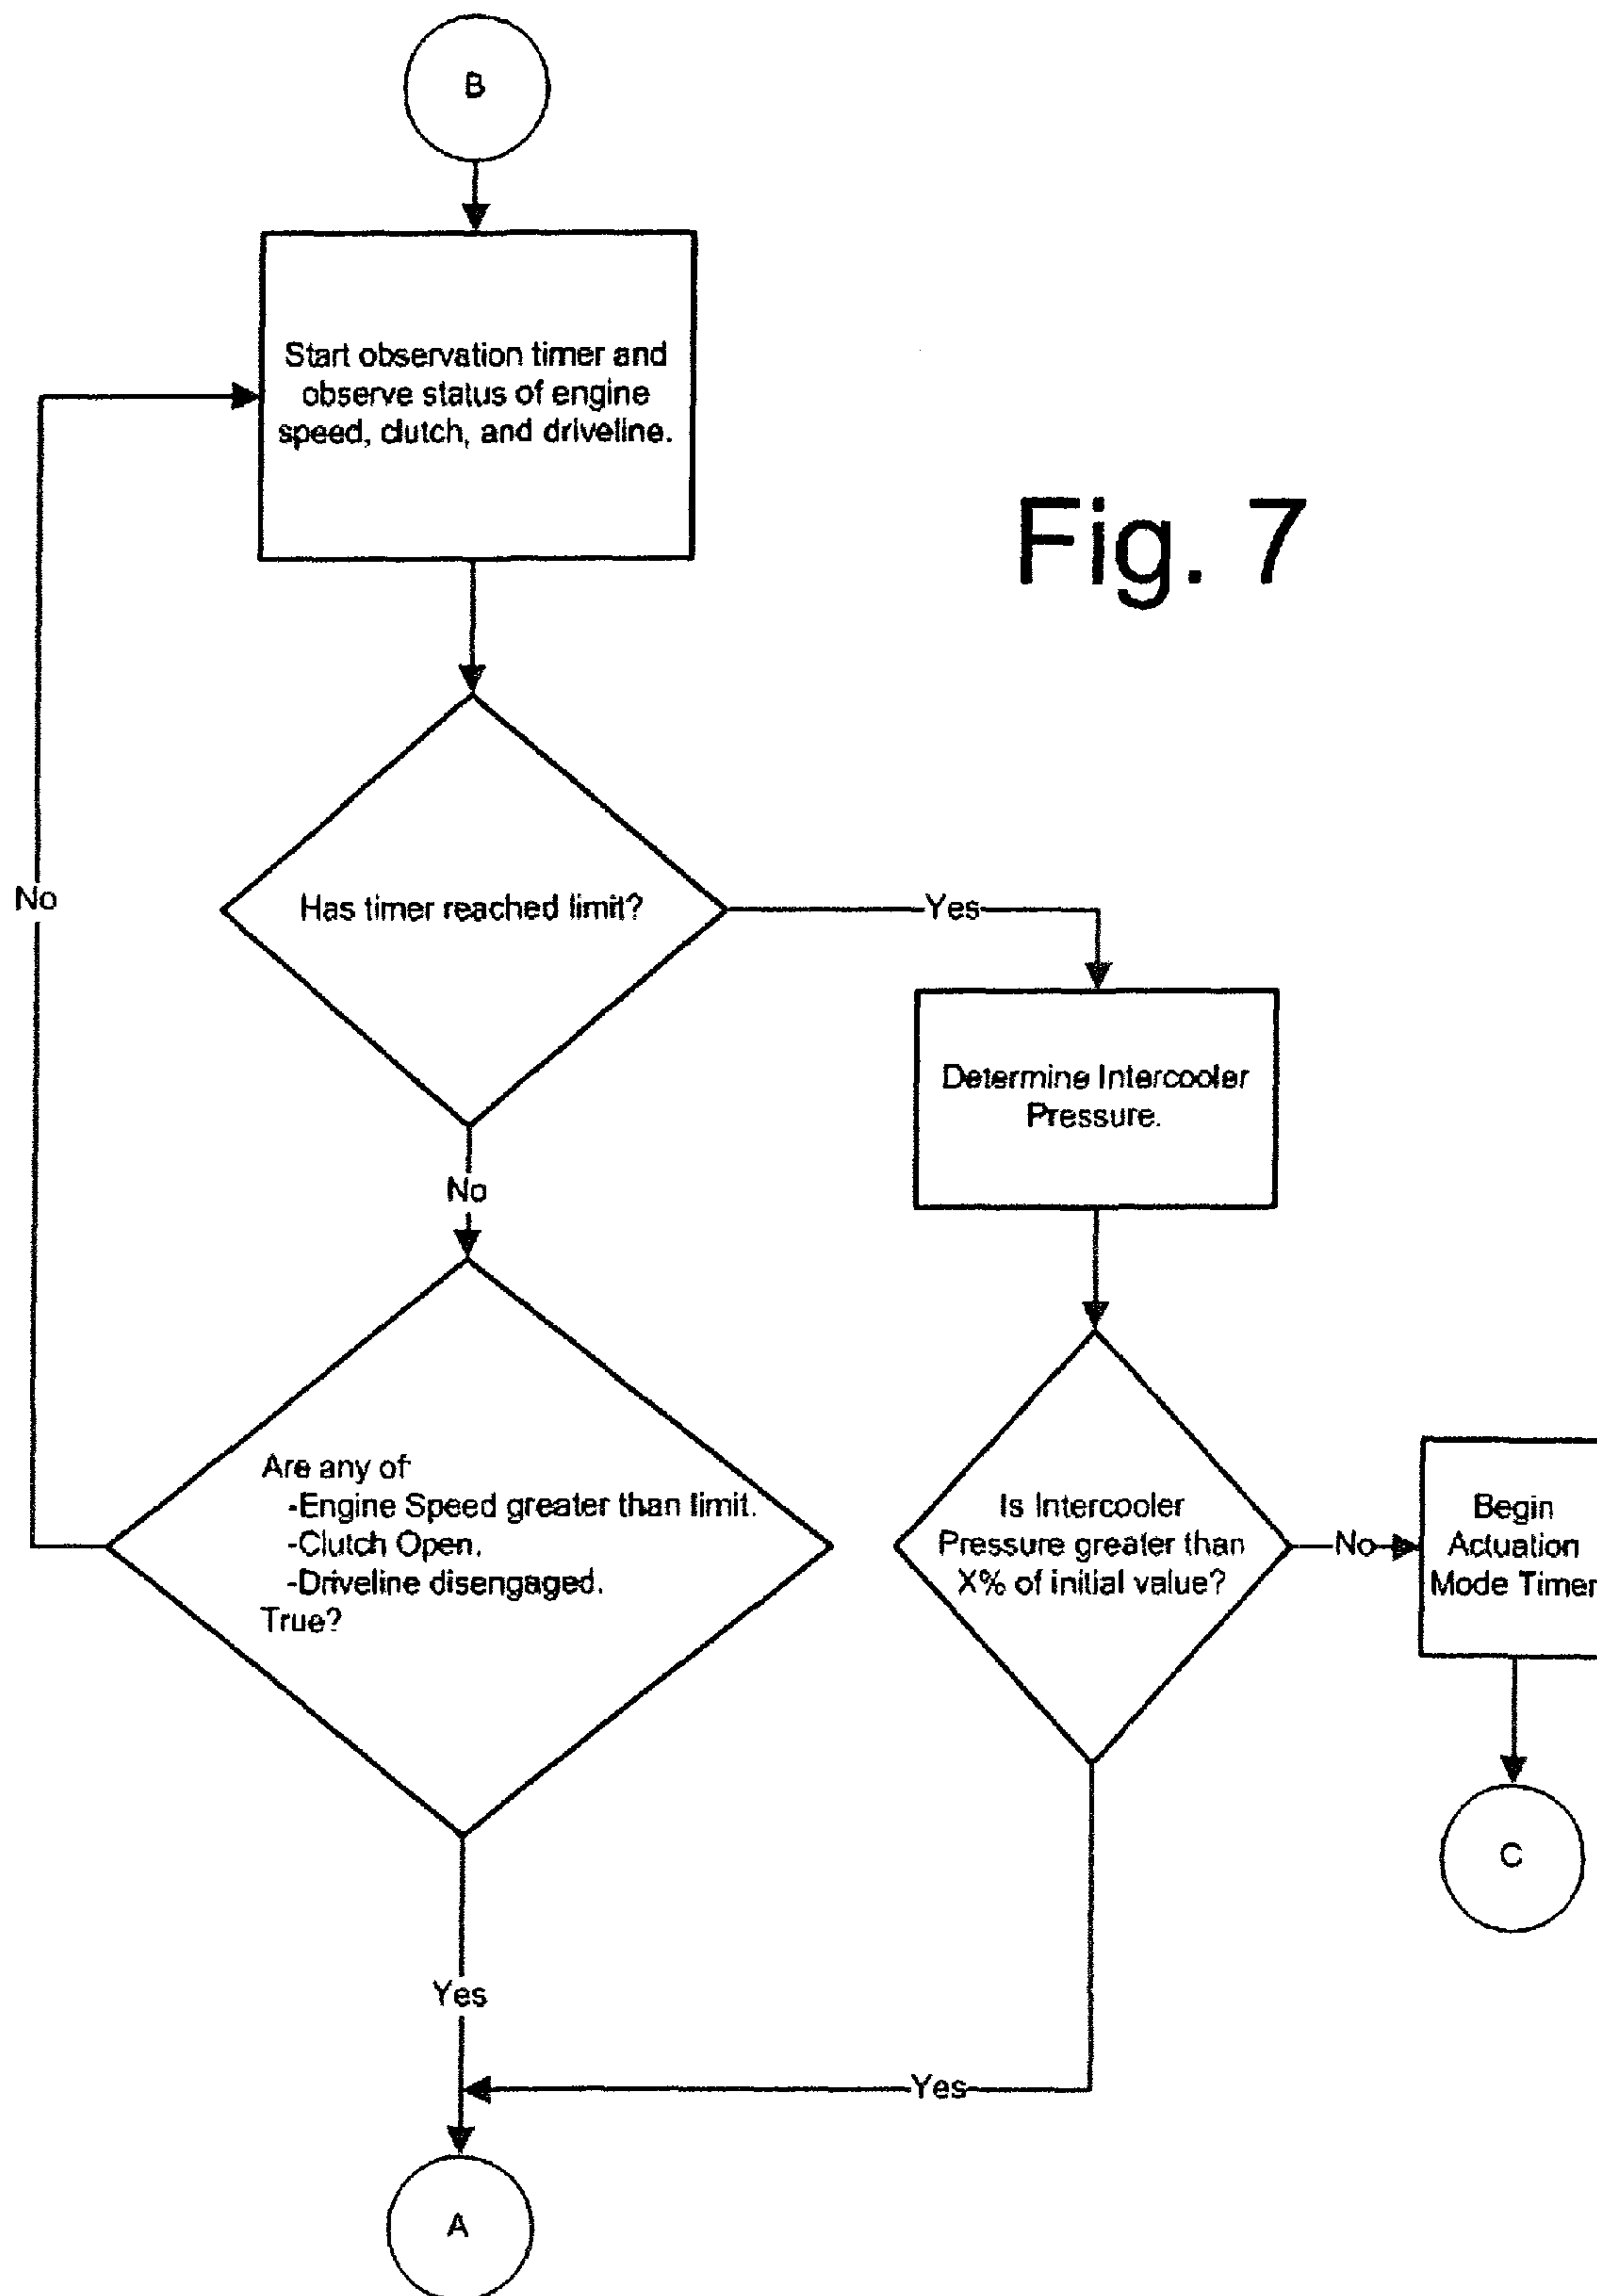 B
Start observation timer and
observe status of engine
speed, clutch, and driveline.
Fig. 7
Has timer reached limit?
No
Yes
Determine Intercooler
Pressure.
No
Are any of
-Engine Speed greater than limit.
-Clutch Open.
-Driveline disengaged.
True?
Is Intercooler
Pressure greater than
X% of initial value?
No
Begin
Actuation
Mode Timer
C
Yes
Yes
A